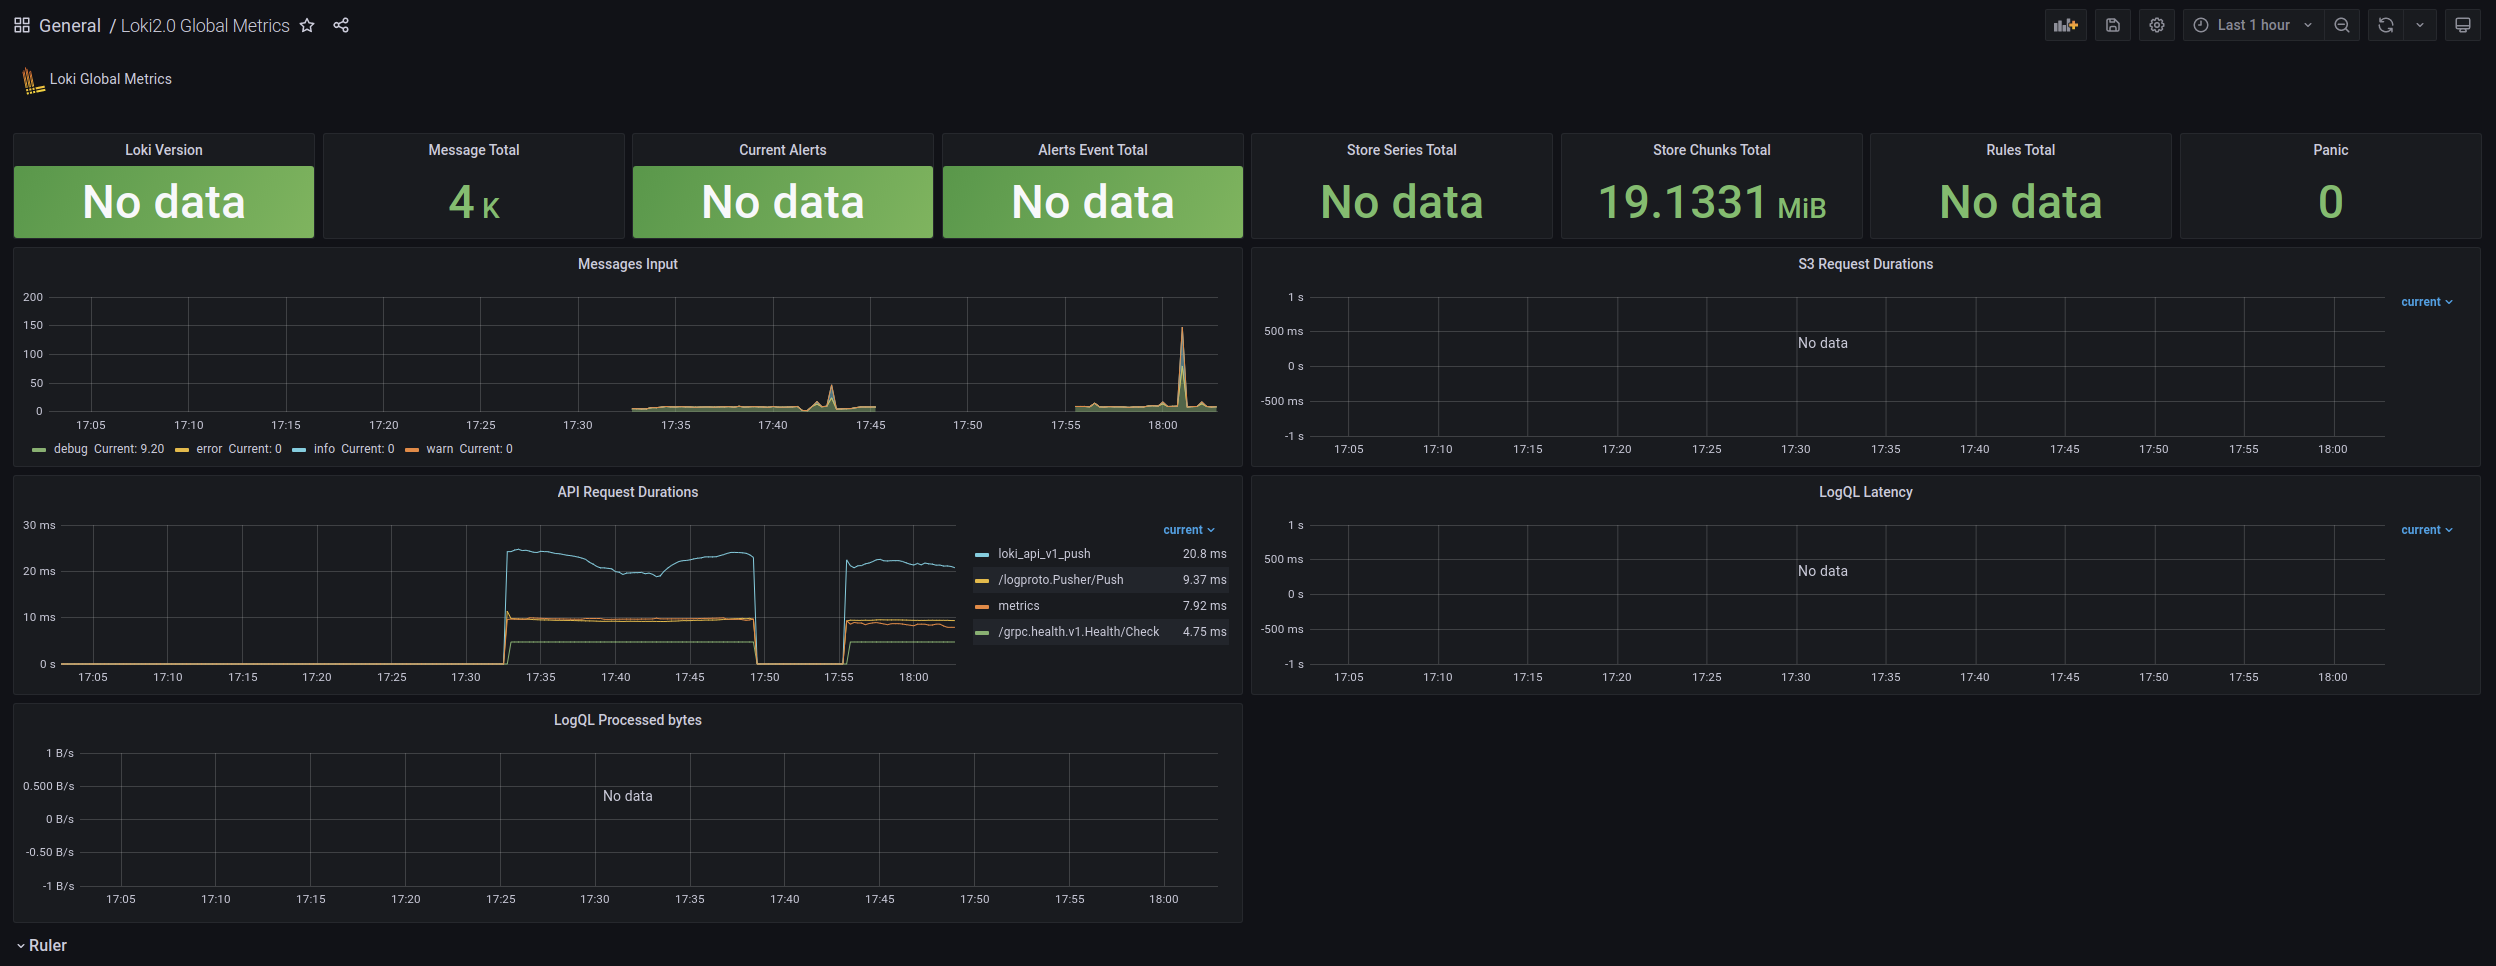 General / Loki2.0 Global Metrics
Last 1 hour
Loki Global Metrics
Loki Version
No data
Message Total
4 K
Current Alerts
No data
Alerts Event Total
No data
Store Series Total
No data
Store Chunks Total
19.1331 MiB
Rules Total
No data
Panic
0
Messages Input
200
150
100
50
0
17:05 17:10 17:15 17:20 17:25 17:30 17:35 17:40 17:45 17:50 17:55 18:00
debug Current: 9.20 error Current: 0 info Current: 0 warn Current: 0
S3 Request Durations
current
1 s
500 ms
0 s
-500 ms
-1 s
No data
17:05 17:10 17:15 17:20 17:25 17:30 17:35 17:40 17:45 17:50 17:55 18:00
API Request Durations
30 ms
20 ms
10 ms
0 s
17:05 17:10 17:15 17:20 17:25 17:30 17:35 17:40 17:45 17:50 17:55 18:00
current
loki_api_v1_push 20.8 ms
/logproto.Pusher/Push 9.37 ms
metrics 7.92 ms
/grpc.health.v1.Health/Check 4.75 ms
LogQL Latency
current
1 s
500 ms
0 s
-500 ms
-1 s
No data
17:05 17:10 17:15 17:20 17:25 17:30 17:35 17:40 17:45 17:50 17:55 18:00
LogQL Processed bytes
1 B/s
0.500 B/s
0 B/s
-0.50 B/s
-1 B/s
No data
17:05 17:10 17:15 17:20 17:25 17:30 17:35 17:40 17:45 17:50 17:55 18:00
Ruler